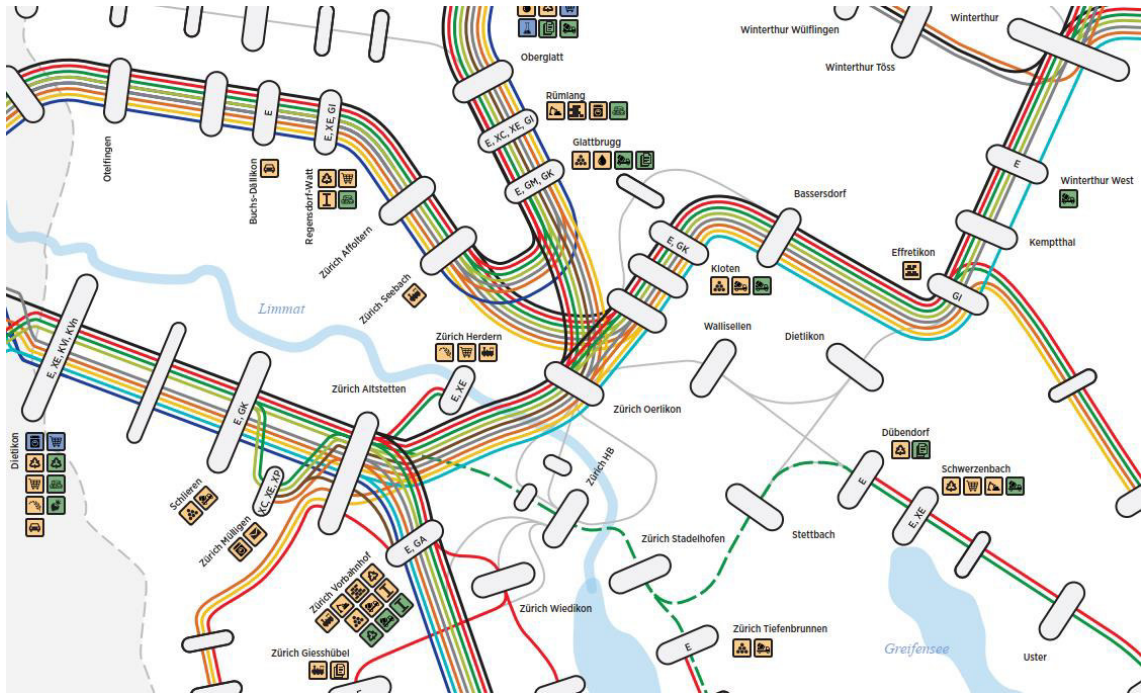 Oberglatt
Winterthur Wülflingen
Winterthur
Winterthur Töss
Rümlang
E
E, XE, GI
E, XC, XE, GI
Glattbrugg
E, GM, GK
Otelfingen
Buchs-Dällikon
Regensdorf-Watt
Zürich Affoltern
Zürich Seebach
Bassersdorf
E
Winterthur West
Kemptthal
E, GK
Kloten
Effretikon
GI
Limmat
Zürich Herdern
E, XE
Wallisellen
Dietlikon
E, XE, KVI, KVh
E, GK
Zürich Altstetten
Zürich Oerlikon
Dietikon
Schlieren
XC, XE, XP
Zürich Mülligen
Zürich HB
Dübendorf
E
Schwerzenbach
E, XE
Stettbach
E, GA
Zürich Vorbahnhof
Zürich Stadelhofen
Zürich Wiedikon
Zürich Giesshübel
Zürich Tiefenbrunnen
E
Greifensee
Uster